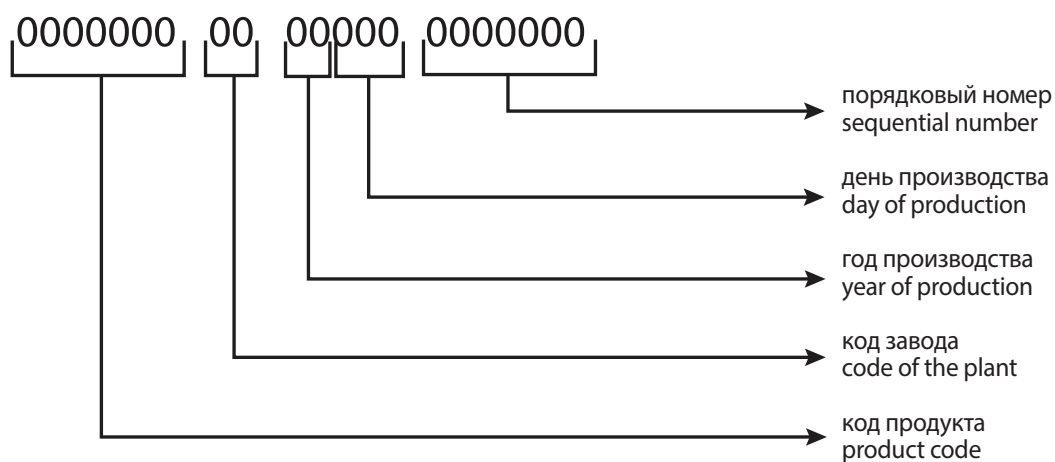 0000000 00 00000 0000000
порядковый номер
sequential number
день производства
day of production
год производства
year of production
код завода
code of the plant
код продукта
product code